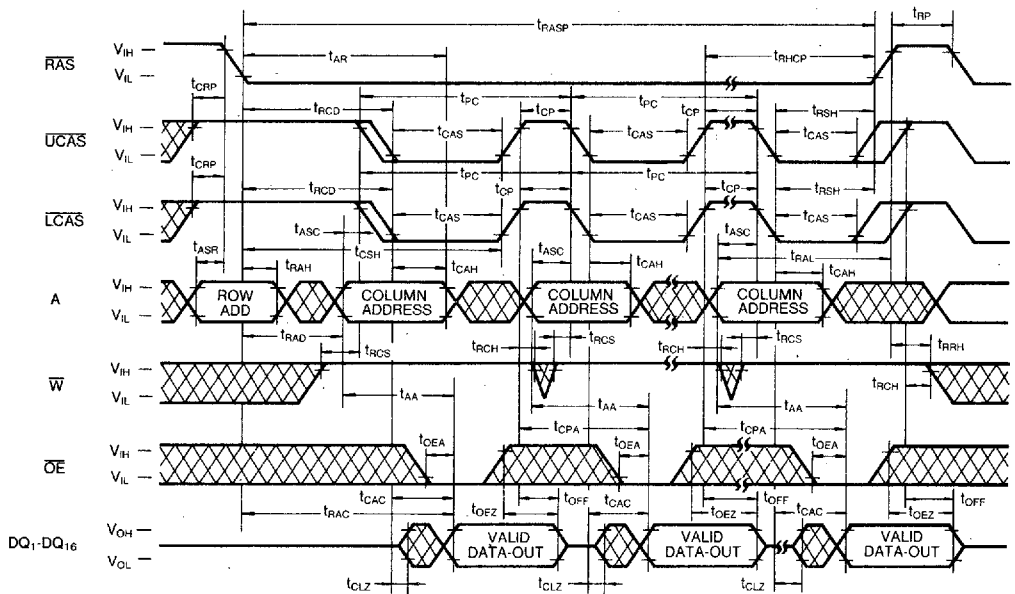 tRASP tRP
tAR tRHCP
RAS VIH
VIL
tCRP tPC tPC
tRCD tCP tCP tRSH
UCAS VIH tCAS tCAS tCAS
VIL
tCRP tPC tPC
tRCD tCP tCP tRSH
LCAS VIH tCAS tCAS tCAS
VIL tASC tASC tASC
tASR tCSH tRAL
tRAH tCAH tCAH tCAH
A VIH ROW ADD COLUMN ADDRESS COLUMN ADDRESS COLUMN ADDRESS
VIL
tRAD tRCS tRCH tRCS tRCH tRCS tRRH
W VIH tRCH
VIL tAA tAA tAA
tCPA tCPA
OE VIH tOEA tOEA tOEA
VIL
tCAC tOFF tCAC tOFF tCAC tOFF
tRAC tOEZ tOEZ tOEZ
DQ1-DQ16 VOH VALID DATA-OUT VALID DATA-OUT VALID DATA-OUT
VOL
tCLZ tCLZ tCLZ